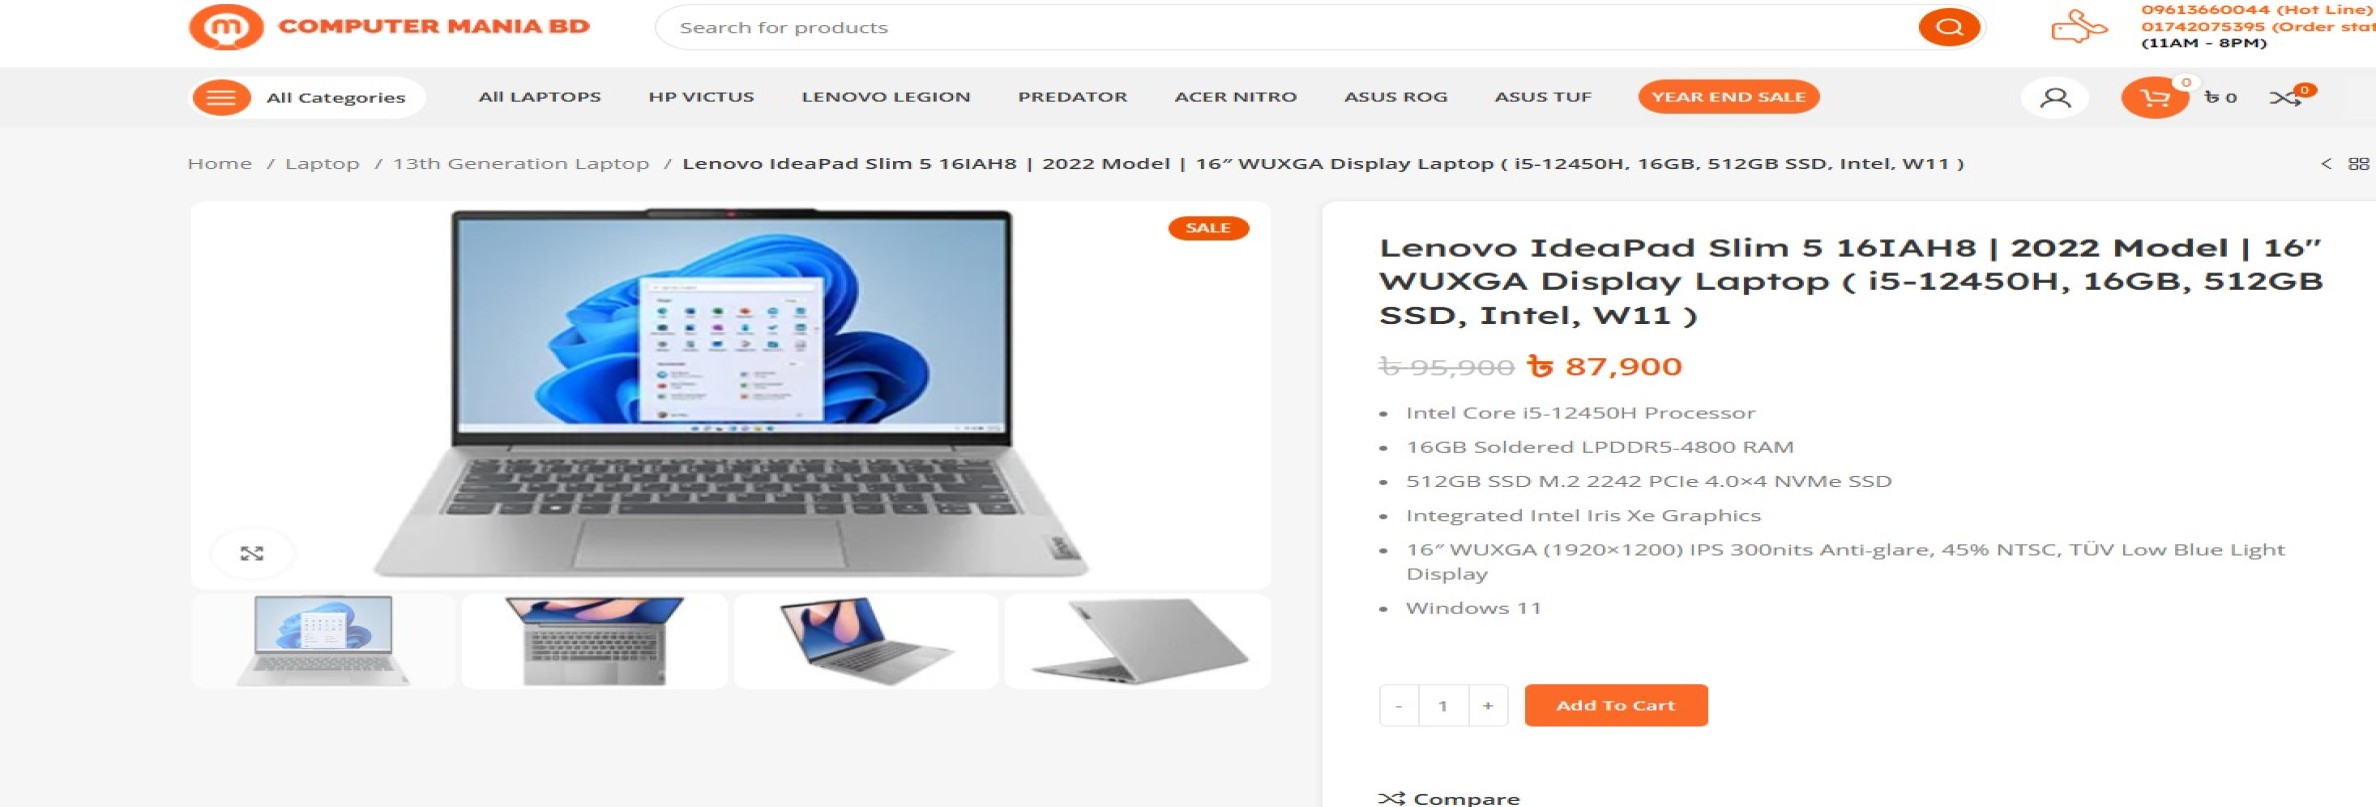 COMPUTER MANIA BD
Search for products
09613660044 (Hot Line)
01742075395 (Order stat
(11AM - 8PM)
All Categories
All LAPTOPS
HP VICTUS
LENOVO LEGION
PREDATOR
ACER NITRO
ASUS ROG
ASUS TUF
YEAR END SALE
0
৳ 0
0
Home / Laptop / 13th Generation Laptop / Lenovo IdeaPad Slim 5 16IAH8 | 2022 Model | 16″ WUXGA Display Laptop ( i5-12450H, 16GB, 512GB SSD, Intel, W11 )
SALE
Lenovo
Lenovo IdeaPad Slim 5 16IAH8 | 2022 Model | 16″
WUXGA Display Laptop ( i5-12450H, 16GB, 512GB
SSD, Intel, W11 )
৳ 95,900 ৳ 87,900
• Intel Core i5-12450H Processor
• 16GB Soldered LPDDR5-4800 RAM
• 512GB SSD M.2 2242 PCIe 4.0×4 NVMe SSD
• Integrated Intel Iris Xe Graphics
• 16″ WUXGA (1920×1200) IPS 300nits Anti-glare, 45% NTSC, TÜV Low Blue Light
Display
• Windows 11
- 1 +
Add To Cart
Compare